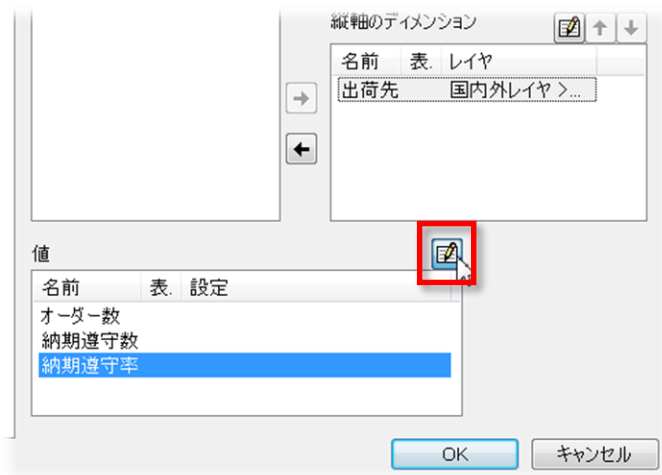 縦軸のディメンション
名前 表. レイヤ
出荷先 国内外レイヤ >...
値
名前 表. 設定
オーダー数
納期遵守数
納期遵守率
OK キャンセル